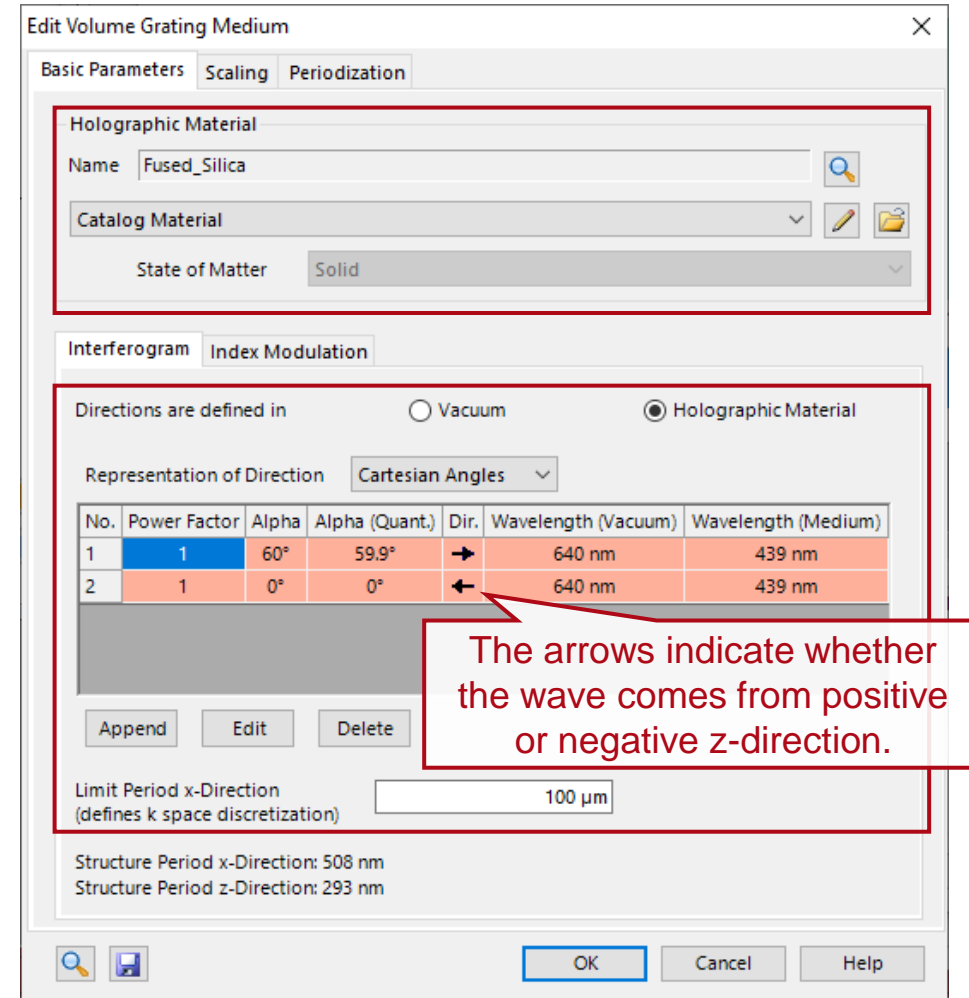 Edit Volume Grating Medium
Basic Parameters Scaling Periodization
Holographic Material
Name Fused_Silica
Catalog Material
State of Matter Solid
Interferogram Index Modulation
Directions are defined in Vacuum Holographic Material
Representation of Direction Cartesian Angles
No. Power Factor Alpha Alpha (Quant.) Dir. Wavelength (Vacuum) Wavelength (Medium)
1 1 60° 59.9° 640 nm 439 nm
2 1 0° 0° 640 nm 439 nm
The arrows indicate whether
the wave comes from positive
or negative z-direction.
Append Edit Delete
Limit Period x-Direction
(defines k space discretization) 100 µm
Structure Period x-Direction: 508 nm
Structure Period z-Direction: 293 nm
OK Cancel Help